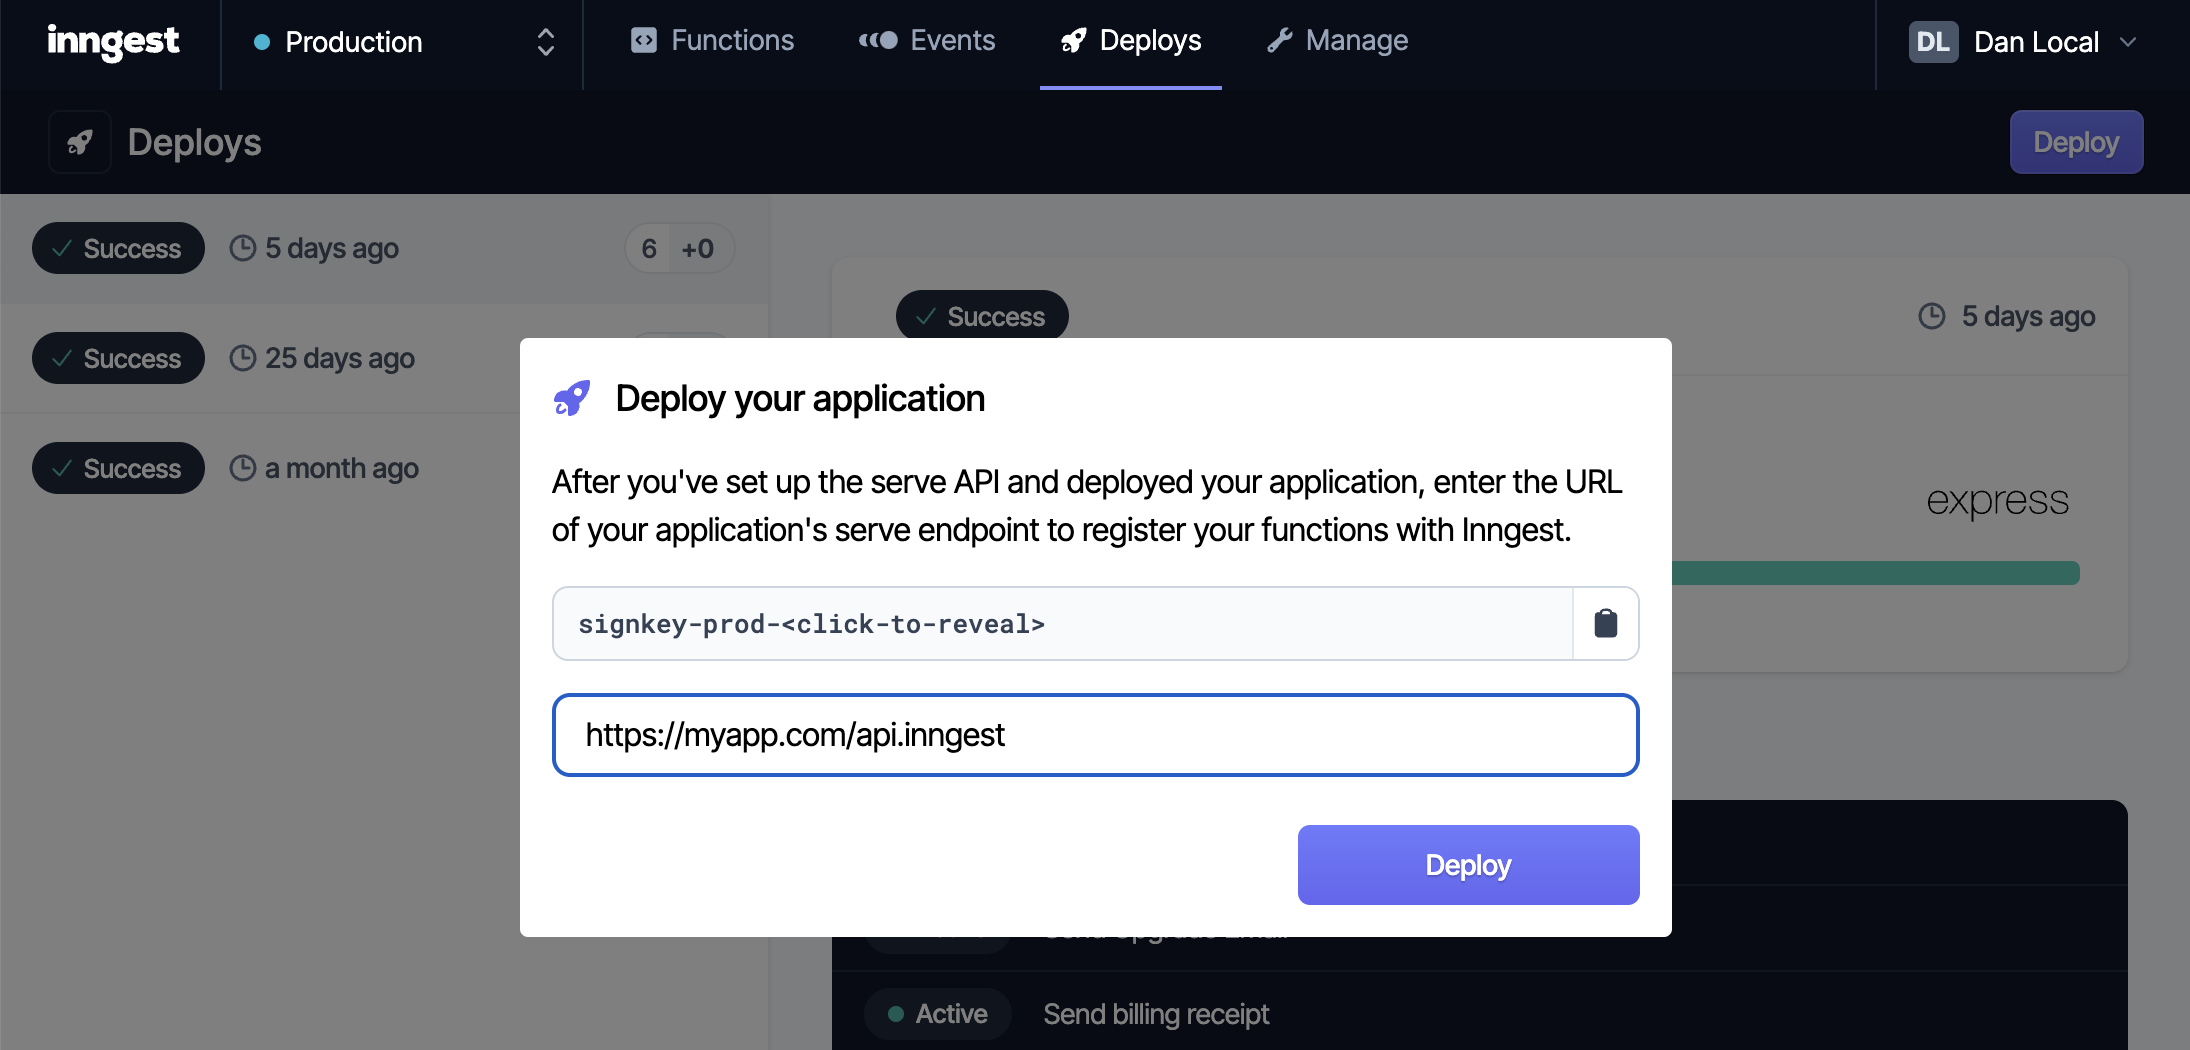 inngest
Production
Functions
Events
Deploys
Manage
DL
Dan Local
Deploys
Deploy
Success
5 days ago
6 +0
Success
25 days ago
Success
a month ago
Success
5 days ago
express
Deploy your application
After you've set up the serve API and deployed your application, enter the URL
of your application's serve endpoint to register your functions with Inngest.
signkey-prod-<click-to-reveal>
https://myapp.com/api.inngest
Deploy
Active
Send billing receipt